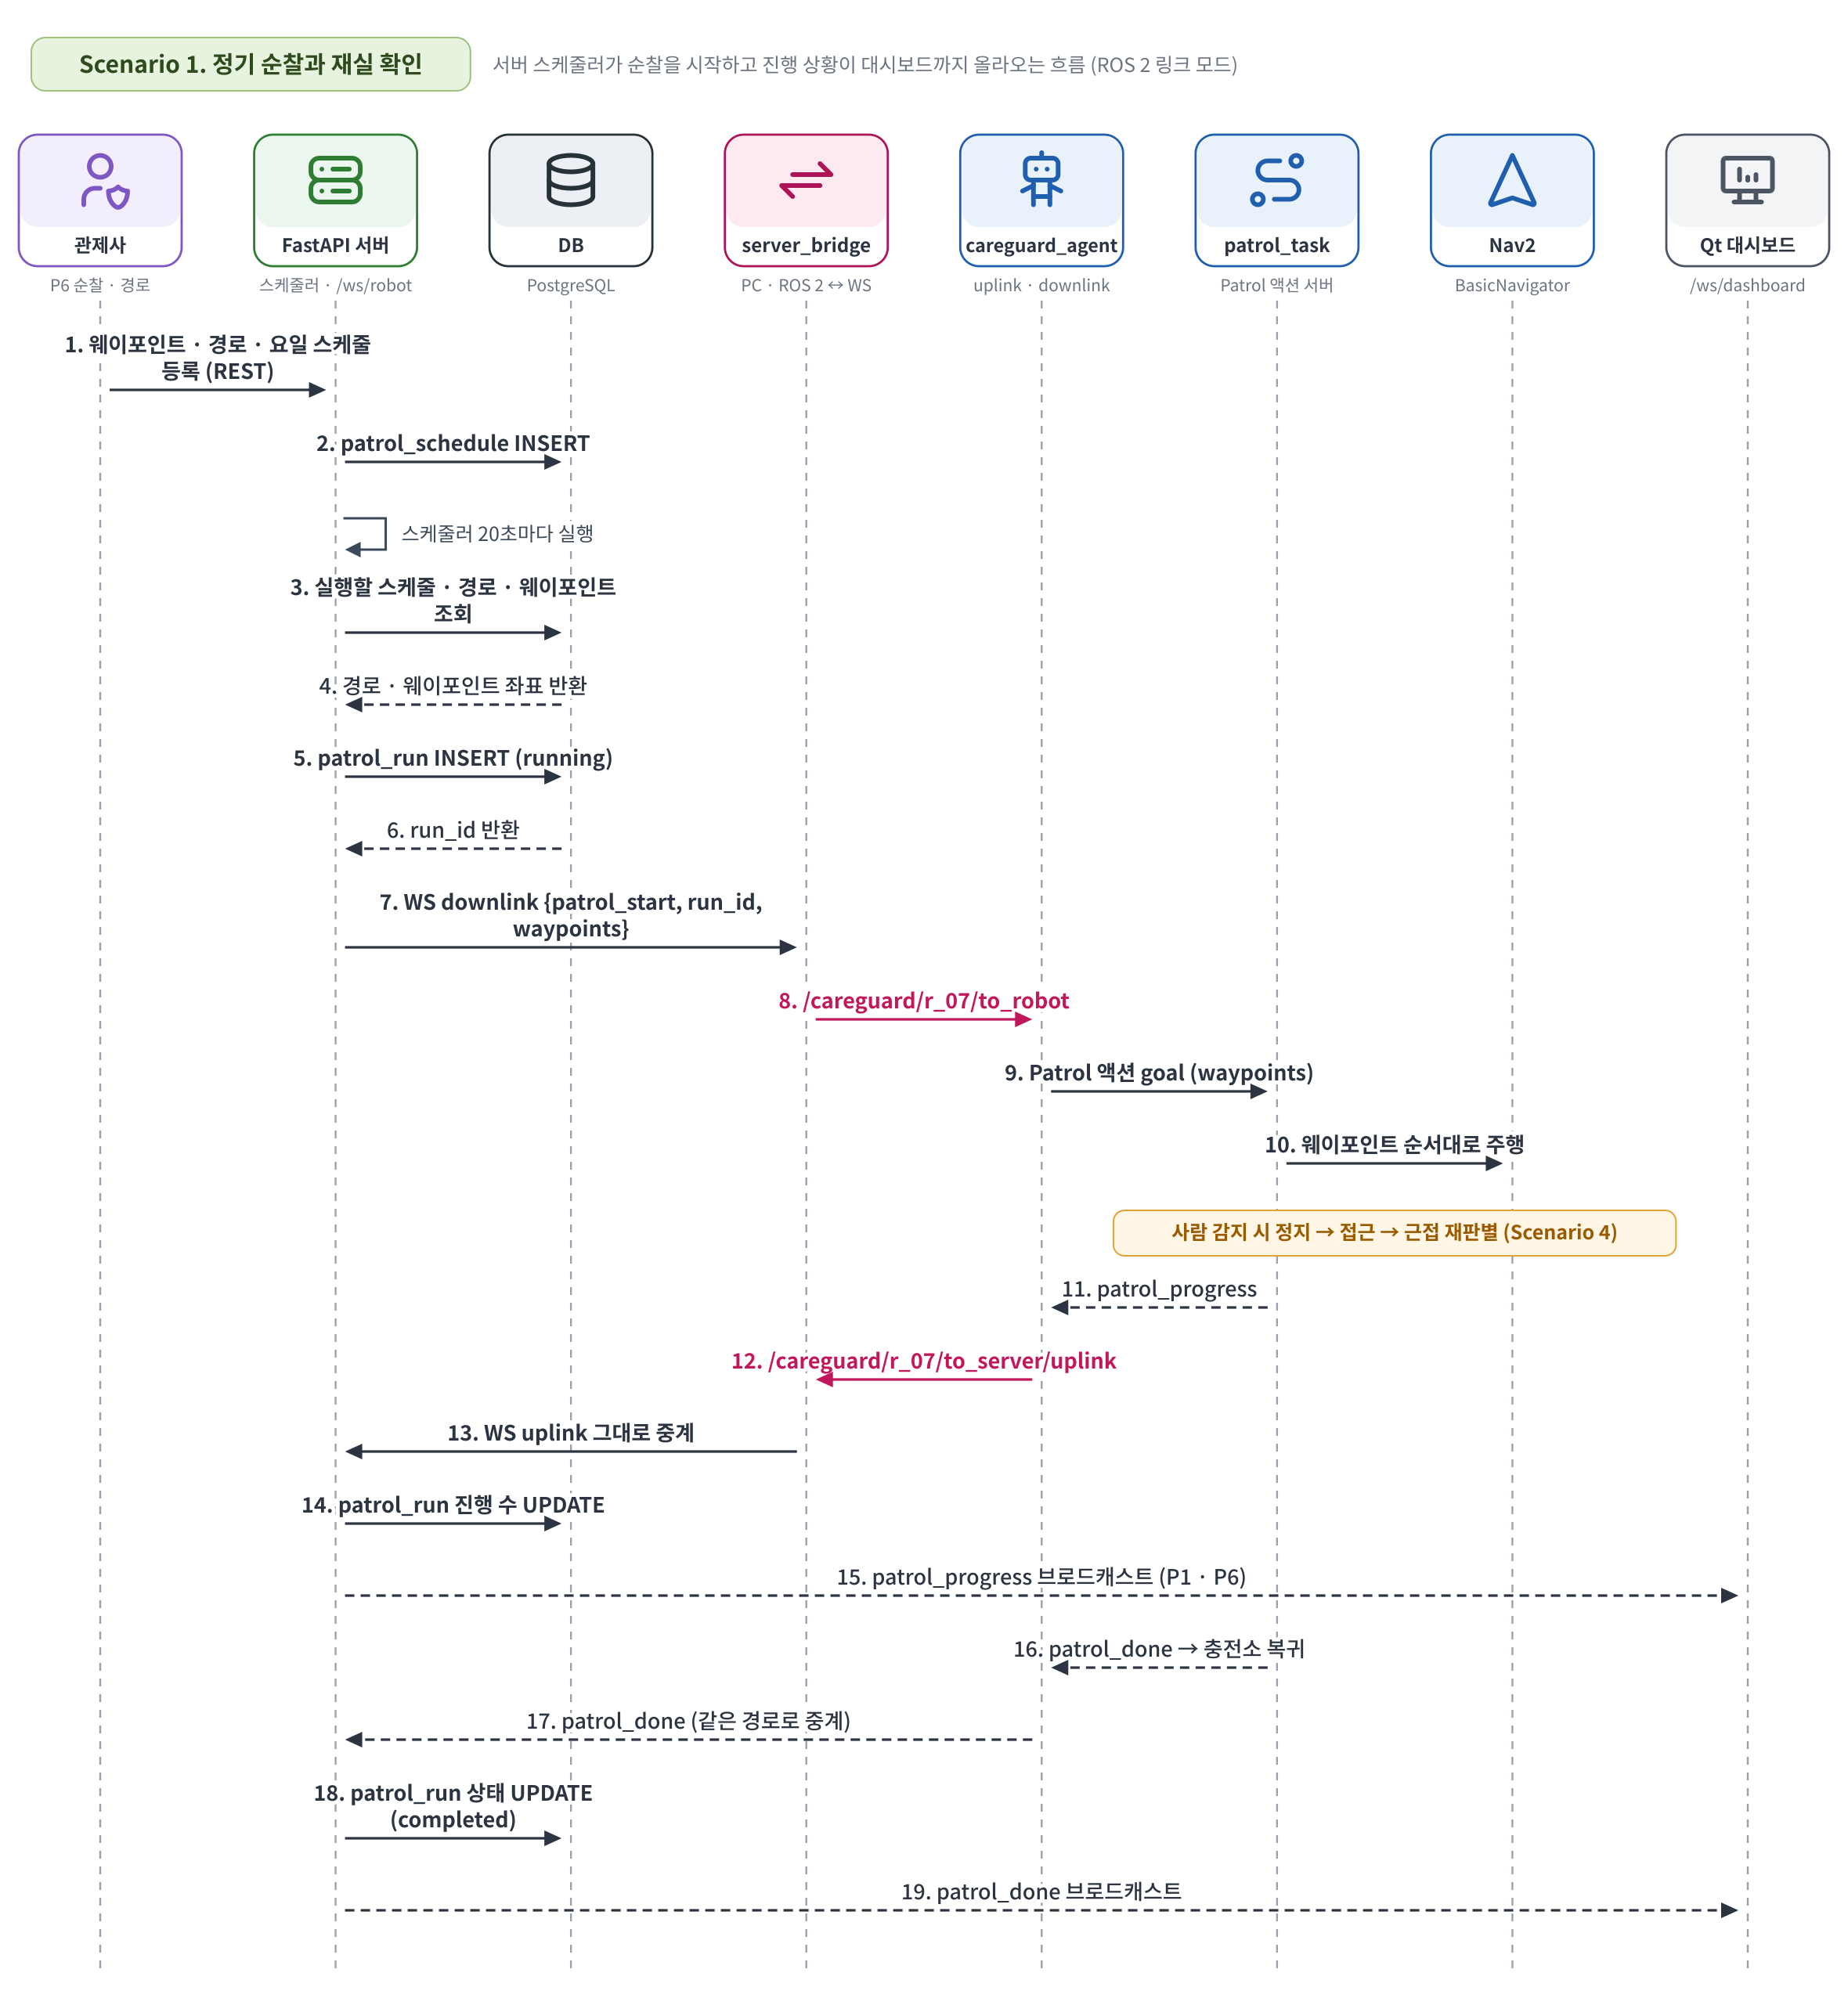 Scenario 1. 정기 순찰과 재실 확인
서버 스케줄러가 순찰을 시작하고 진행 상황이 대시보드까지 올라오는 흐름 (ROS 2 링크 모드)
관제사
FastAPI 서버
DB
server_bridge
careguard_agent
patrol_task
Nav2
Qt 대시보드
P6 순찰 · 경로
스케줄러 · /ws/robot
PostgreSQL
PC · ROS 2 ↔ WS
uplink · downlink
Patrol 액션 서버
BasicNavigator
/ws/dashboard
1. 웨이포인트 · 경로 · 요일 스케줄
등록 (REST)
2. patrol_schedule INSERT
스케줄러 20초마다 실행
3. 실행할 스케줄 · 경로 · 웨이포인트
조회
4. 경로 · 웨이포인트 좌표 반환
5. patrol_run INSERT (running)
6. run_id 반환
7. WS downlink {patrol_start, run_id,
waypoints}
8. /careguard/r_07/to_robot
9. Patrol 액션 goal (waypoints)
10. 웨이포인트 순서대로 주행
사람 감지 시 정지 → 접근 → 근접 재판별 (Scenario 4)
11. patrol_progress
12. /careguard/r_07/to_server/uplink
13. WS uplink 그대로 중계
14. patrol_run 진행 수 UPDATE
15. patrol_progress 브로드캐스트 (P1 · P6)
16. patrol_done → 충전소 복귀
17. patrol_done (같은 경로로 중계)
18. patrol_run 상태 UPDATE
(completed)
19. patrol_done 브로드캐스트